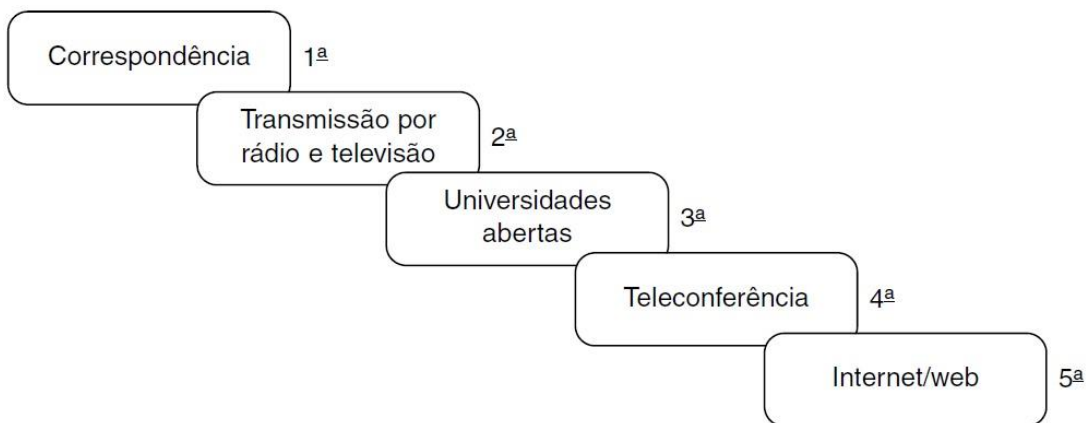 Correspondência 1ª
Transmissão por
rádio e televisão 2ª
Universidades
abertas 3ª
Teleconferência 4ª
Internet/web 5ª